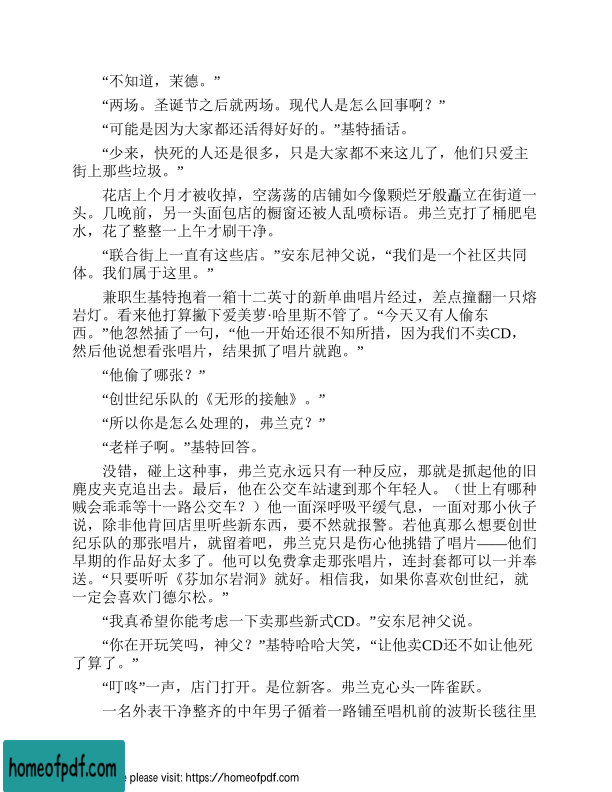 “不知道，茉德。”
“两场。圣诞节之后就两场。现代人是怎么回事啊？”
“可能是因为大家都还活得好好的。”基特插话。
“少来，快死的人还是很多，只是大家都不来这儿了，他们只爱主
街上那些垃圾。”
花店上个月才被收掉，空荡荡的店铺如今像颗烂牙般矗立在街道一
头。几晚前，另一头面包店的橱窗还被人乱喷标语。弗兰克打了桶肥皂
水，花了整整一上午才刷干净。
“联合街上一直有这些店。”安东尼神父说，“我们是一个社区共同
体。我们属于这里。”
兼职生基特抱着一箱十二英寸的新单曲唱片经过，差点撞翻一只熔
岩灯。看来他打算撇下爱美萝·哈里斯不管了。“今天又有人偷东
西。”他忽然插了一句，“他一开始还很不知所措，因为我们不卖CD，
然后他说想看张唱片，结果抓了唱片就跑。”
“他偷了哪张？”
“创世纪乐队的《无形的接触》。”
“所以你是怎么处理的，弗兰克？”
“老样子啊。”基特回答。
没错，碰上这种事，弗兰克永远只有一种反应，那就是抓起他的旧
麂皮夹克追出去。最后，他在公交车站逮到那个年轻人。（世上有哪种
贼会乖乖等十一路公交车？）他一面深呼吸平缓气息，一面对那小伙子
说，除非他肯回店里听些新东西，要不然就报警。若他真那么想要创世
纪乐队的那张唱片，就留着吧，弗兰克只是伤心他挑错了唱片——他们
早期的作品好太多了。他可以免费拿走那张唱片，连封套都可以一并奉
送。“只要听听《芬加尔岩洞》就好。相信我，如果你喜欢创世纪，就
一定会喜欢门德尔松。”
“我真希望你能考虑一下卖那些新式CD。”安东尼神父说。
“你在开玩笑吗，神父？”基特哈哈大笑，“让他卖CD还不如让他死
了算了。”
“叮咚”一声，店门打开。是位新客。弗兰克心头一阵雀跃。
一名外表干净整齐的中年男子循着一路铺至唱机前的波斯长毯往里
homeofpdf.com
e please visit: https://homeofpdf.com